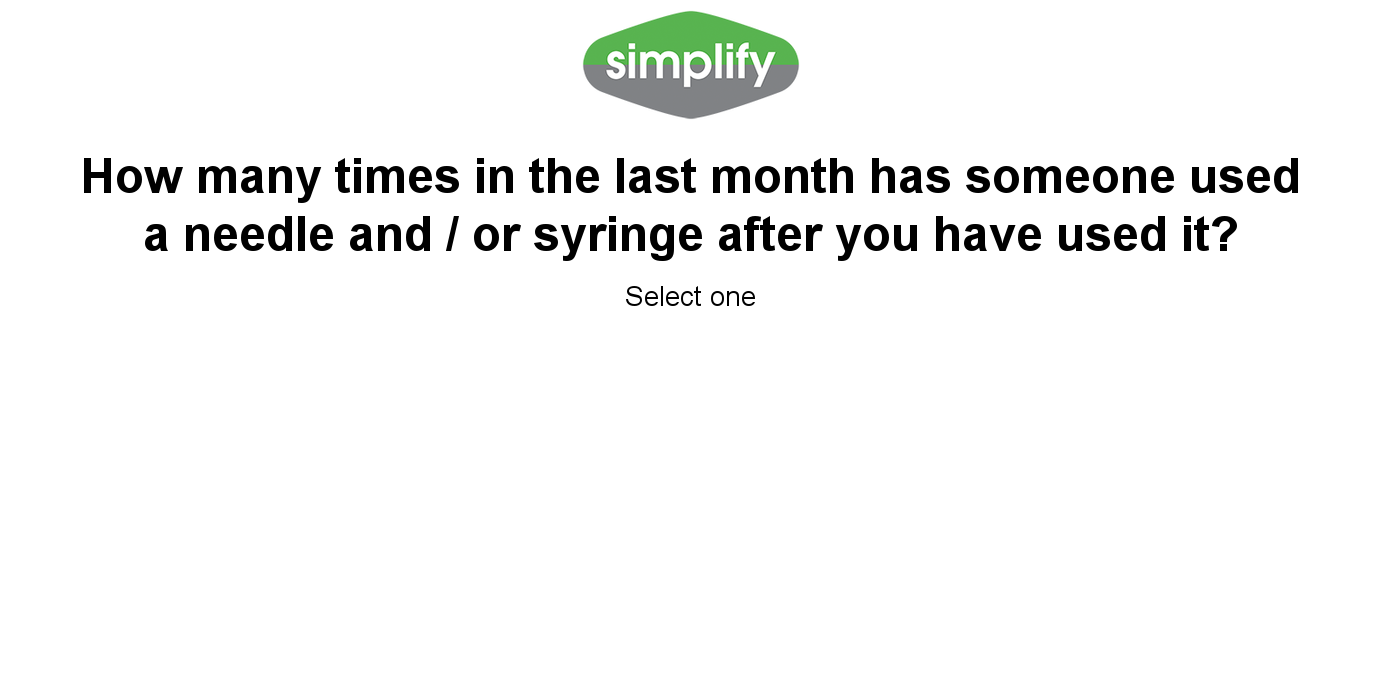 simplify
How many times in the last month has someone used
a needle and / or syringe after you have used it?
Select one